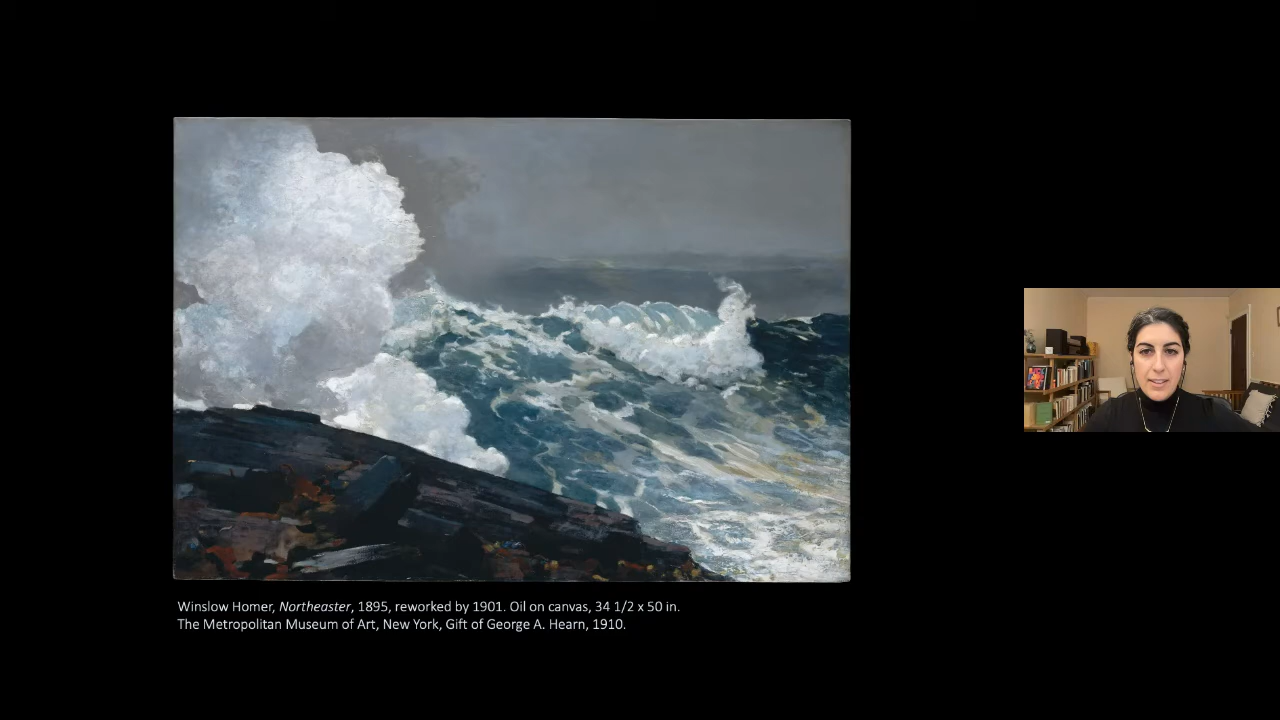 Winslow Homer, Northeaster, 1895, reworked by 1901. Oil on canvas, 34 1/2 x 50 in.
The Metropolitan Museum of Art, New York, Gift of George A. Hearn, 1910.